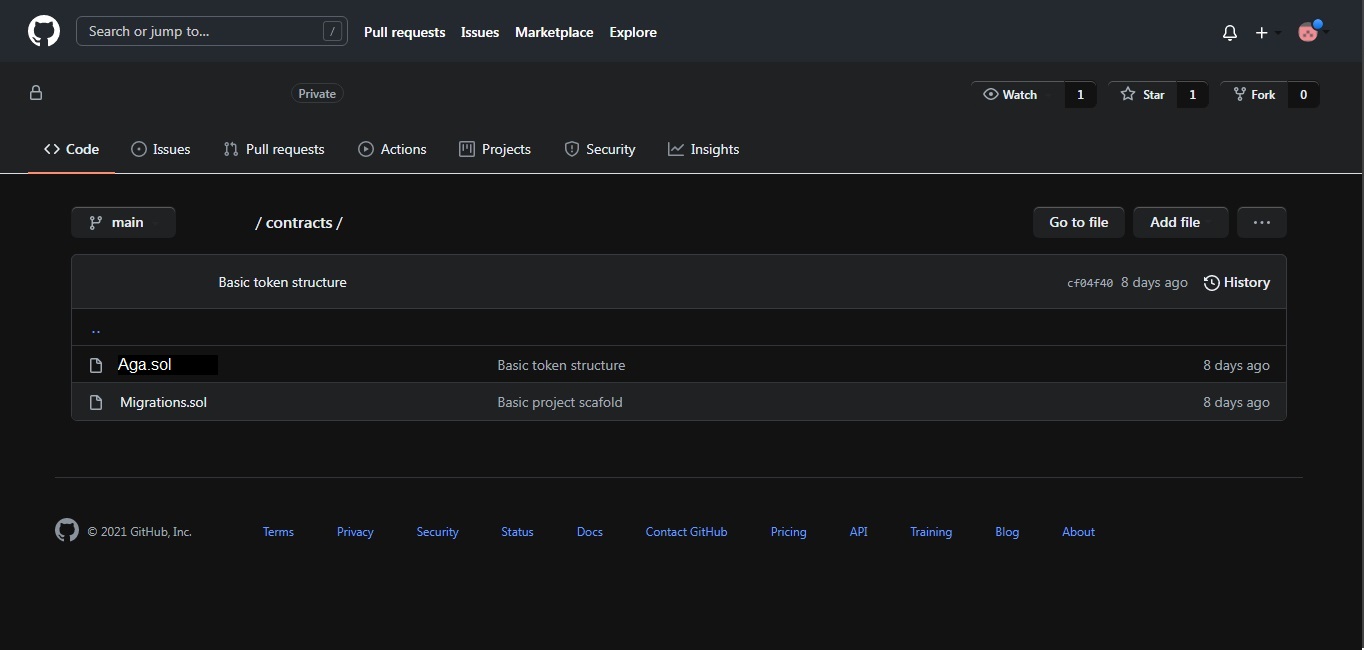 Search or jump to... / Pull requests Issues Marketplace Explore
Private Watch 1 Star 1 Fork 0
Code Issues Pull requests Actions Projects Security Insights
main / contracts / Go to file Add file ...
Basic token structure cf04f40 8 days ago History
..
Aga.sol Basic token structure 8 days ago
Migrations.sol Basic project scafold 8 days ago
© 2021 GitHub, Inc. Terms Privacy Security Status Docs Contact GitHub Pricing API Training Blog About